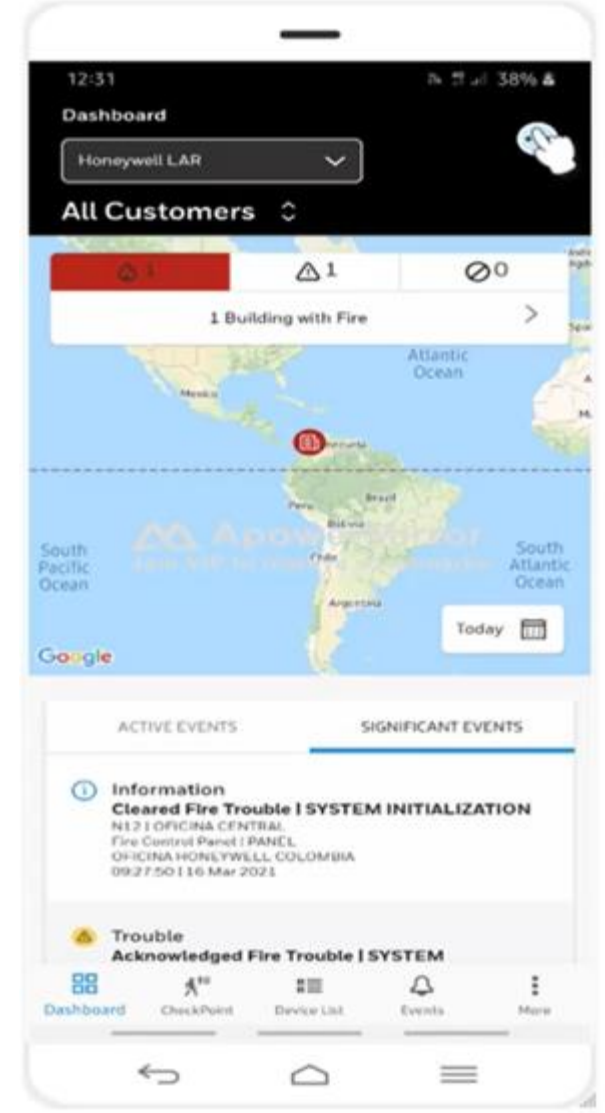 12:31
38%
Dashboard
Honeywell LAR
All Customers
1
1
0
1 Building with Fire
Atlantic
Ocean
Mexico
Venezuela
Peru
Brazil
Bolivia
Chile
South
Pacific
Ocean
South
Atlantic
Ocean
Argentina
Today
Google
ACTIVE EVENTS
SIGNIFICANT EVENTS
Information
Cleared Fire Trouble | SYSTEM INITIALIZATION
N12 | OFICINA CENTRAL
Fire Control Panel | PANEL
OFICINA HONEYWELL COLOMBIA
09:27:50 | 16 Mar 2021
Trouble
Acknowledged Fire Trouble | SYSTEM
Dashboard
CheckPoint
Device List
Events
More